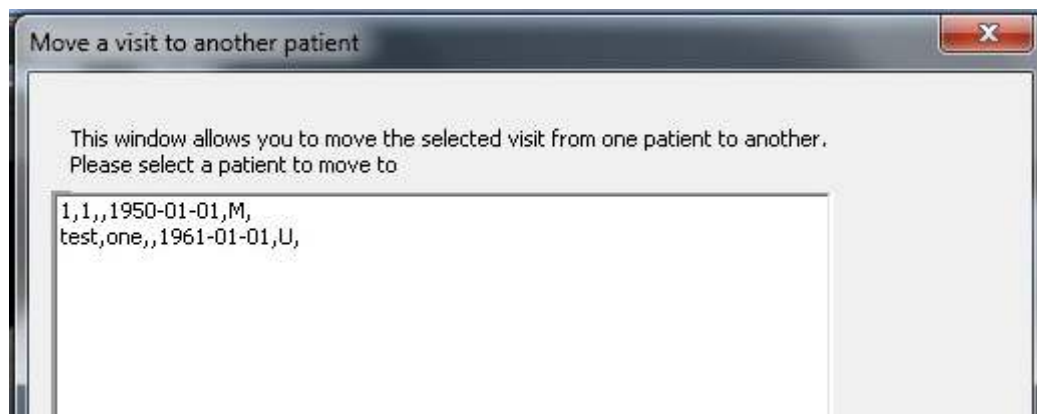 Move a visit to another patient
This window allows you to move the selected visit from one patient to another.
Please select a patient to move to
1,1,,1950-01-01,M,
test,one,,1961-01-01,U,